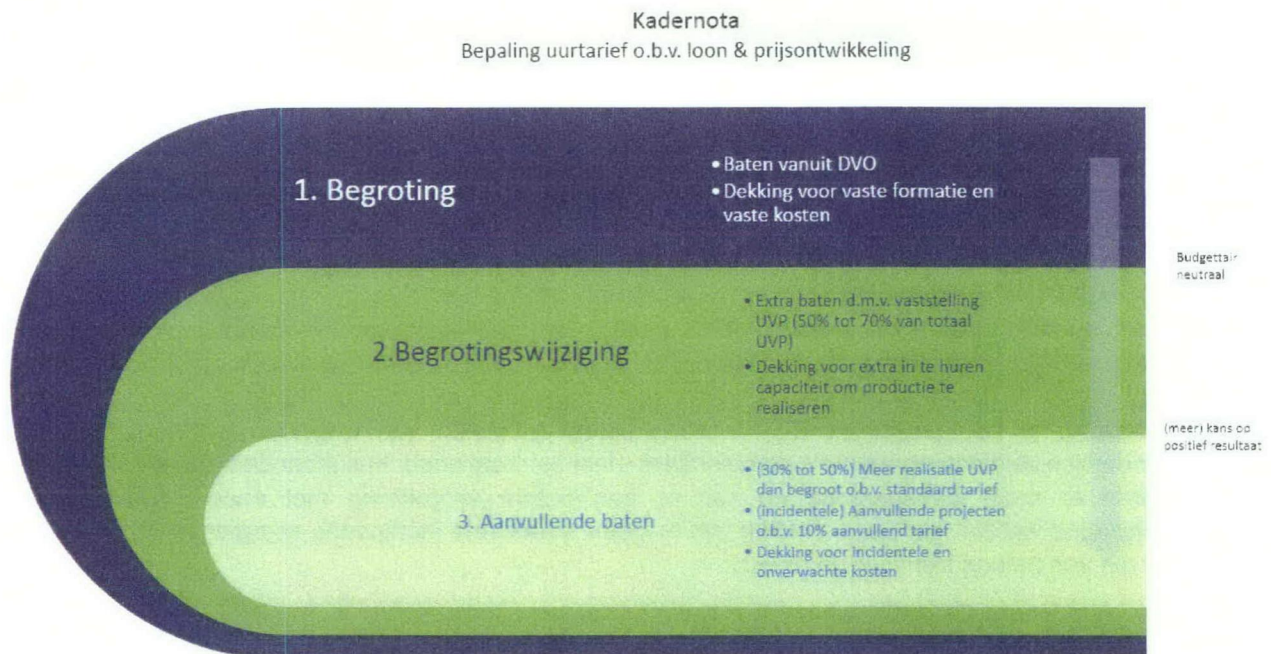 Kadernota
Bepaling uurtarief o.b.v. loon & prijsontwikkeling
1. Begroting
• Baten vanuit DVO
• Dekking voor vaste formatie en
vaste kosten
Budgettair
neutraal
2.Begrotingswijziging
• Extra baten d.m.v. vaststelling
UVP (50% tot 70% van totaal
UVP)
• Dekking voor extra in te huren
capaciteit om productie te
realiseren
(meer) kans op
positief resultaat
3. Aanvullende baten
• (30% tot 50%) Meer realisatie UVP
dan begroot o.b.v. standaard tarief
• (incidentele) Aanvullende projecten
o.b.v. 10% aanvullend tarief
• Dekking voor incidentele en
onverwachte kosten